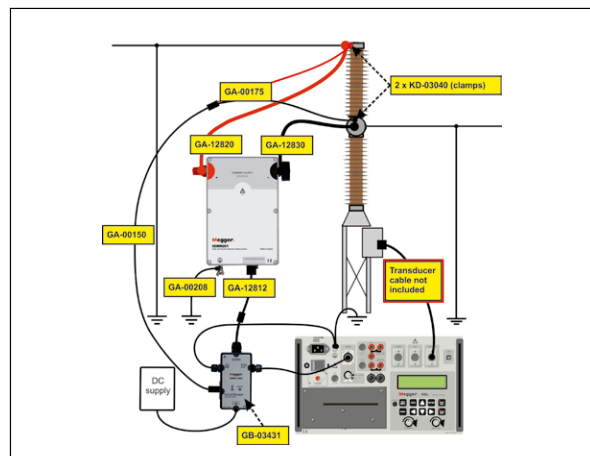 GA-00175
2 x KD-03040 (clamps)
GA-12820
GA-12830
GA-00150
Megger.
GA-00208
GA-12812
Transducer
cable not
included
DC
supply
GB-03431